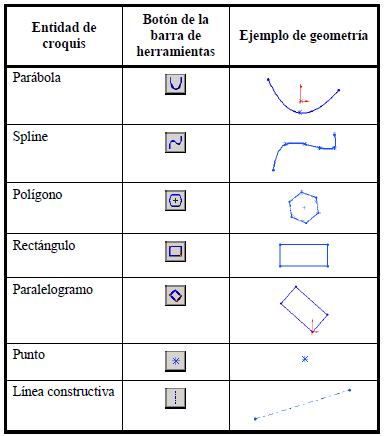 Entidad de
croquis
Botón de la
barra de
herramientas
Ejemplo de geometría
Parábola
Spline
Polígono
Rectángulo
Paralelogramo
Punto
Línea constructiva